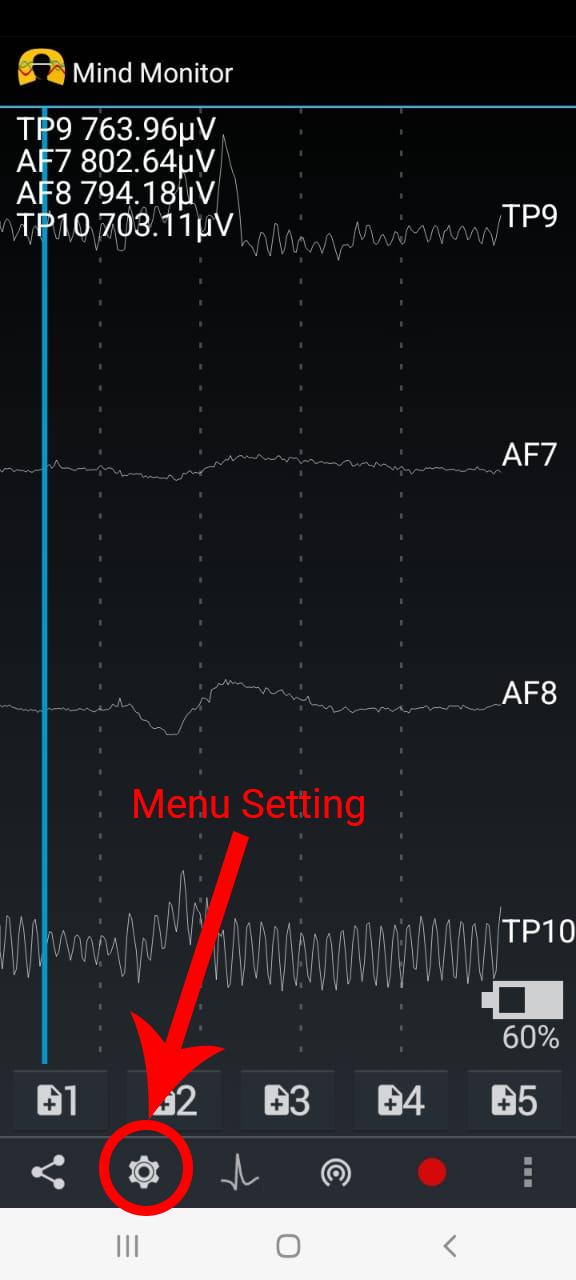 Mind Monitor
TP9 763.96µV
AF7 802.64µV
AF8 794.18µV
TP10 703.11µV
TP9
AF7
AF8
Menu Setting
TP10
60%
1
2
3
4
5